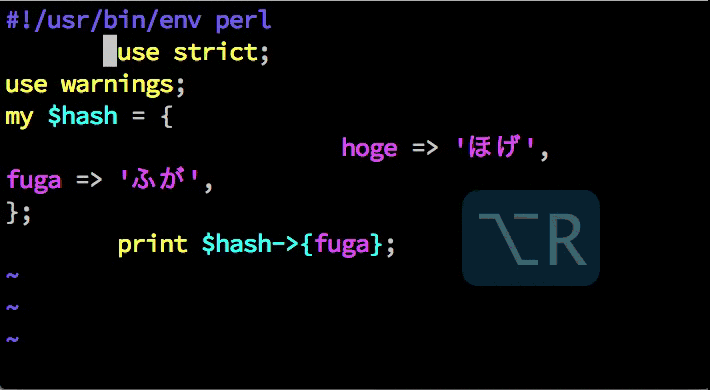 #!/usr/bin/env perl
        use strict;
use warnings;
my $hash = {
                        hoge => 'ほげ',
fuga => 'ふが',
};
        print $hash->{fuga};
~
~
~
⌥R